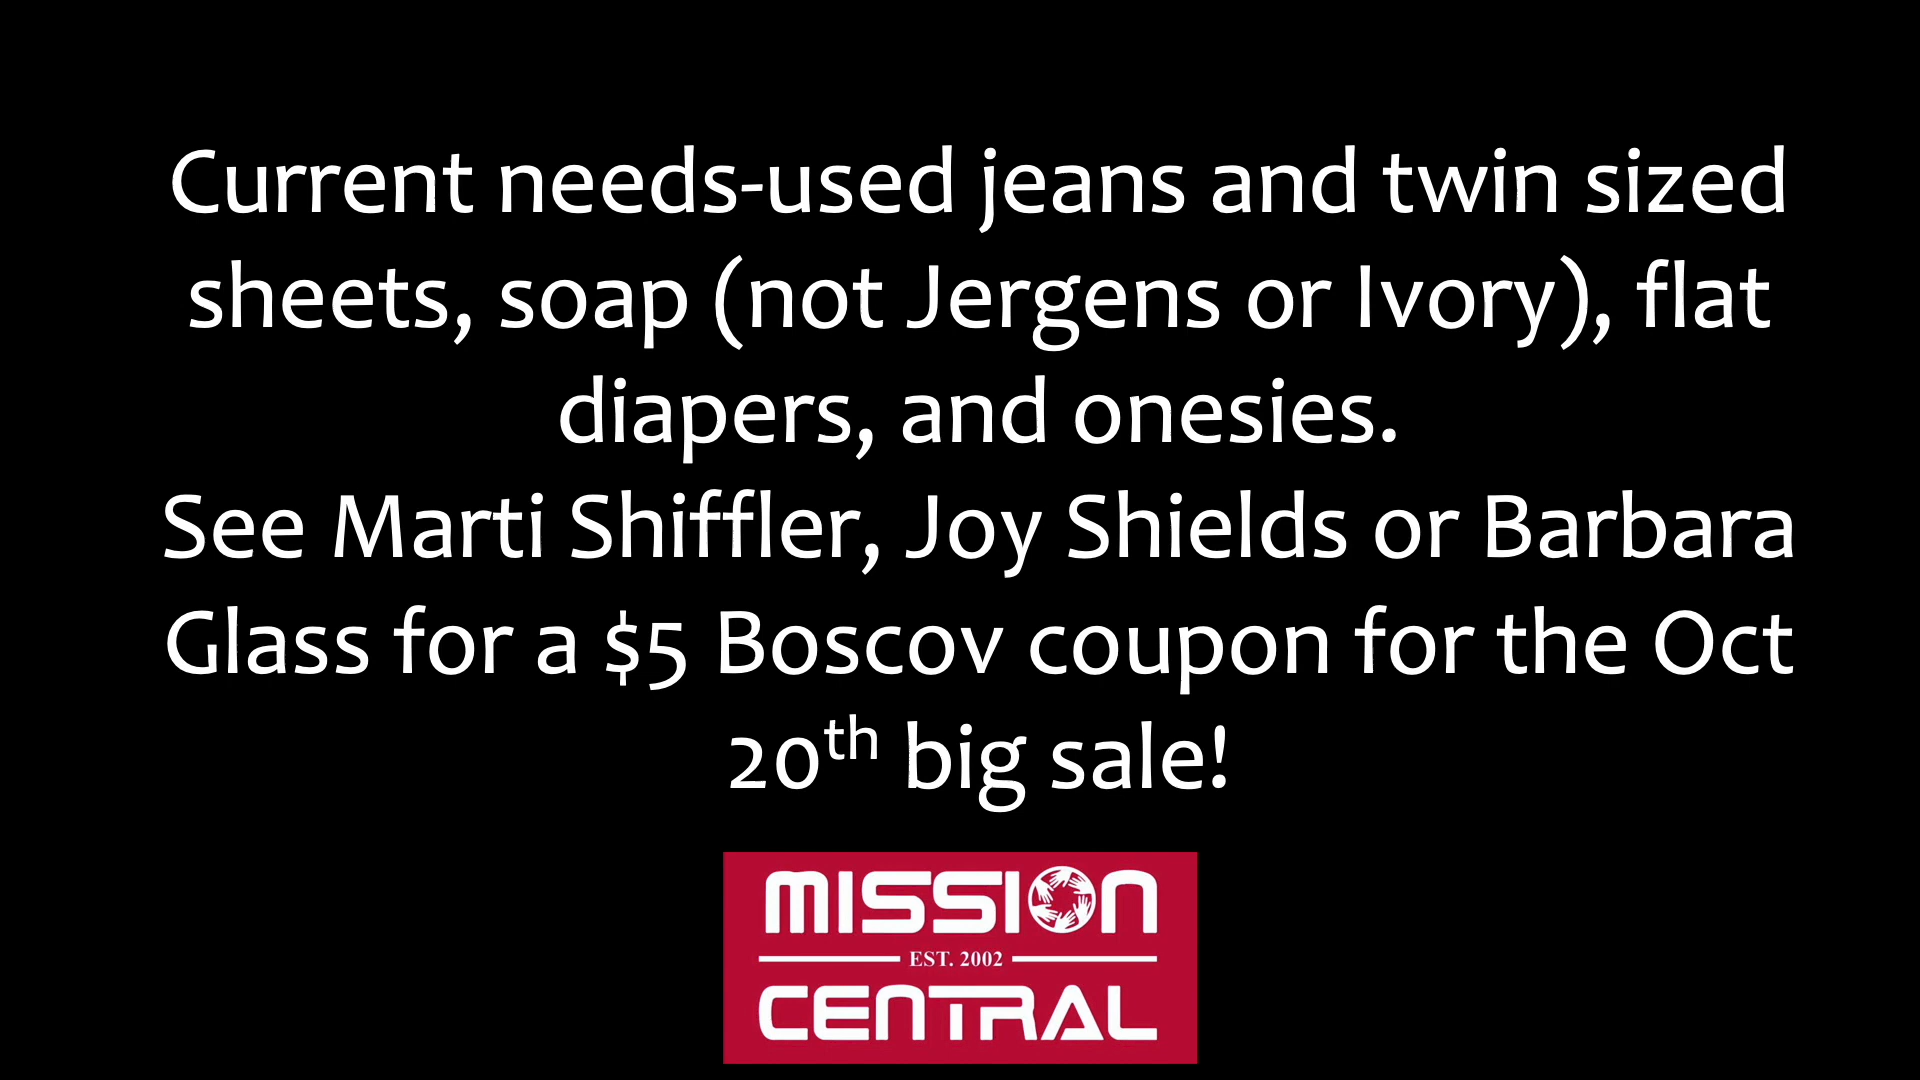 Current needs-used jeans and twin sized
sheets, soap (not Jergens or Ivory), flat
diapers, and onesies.
See Marti Shiffler, Joy Shields or Barbara
Glass for a $5 Boscov coupon for the Oct
20th big sale!
MISSION
EST. 2002
CENTRAL